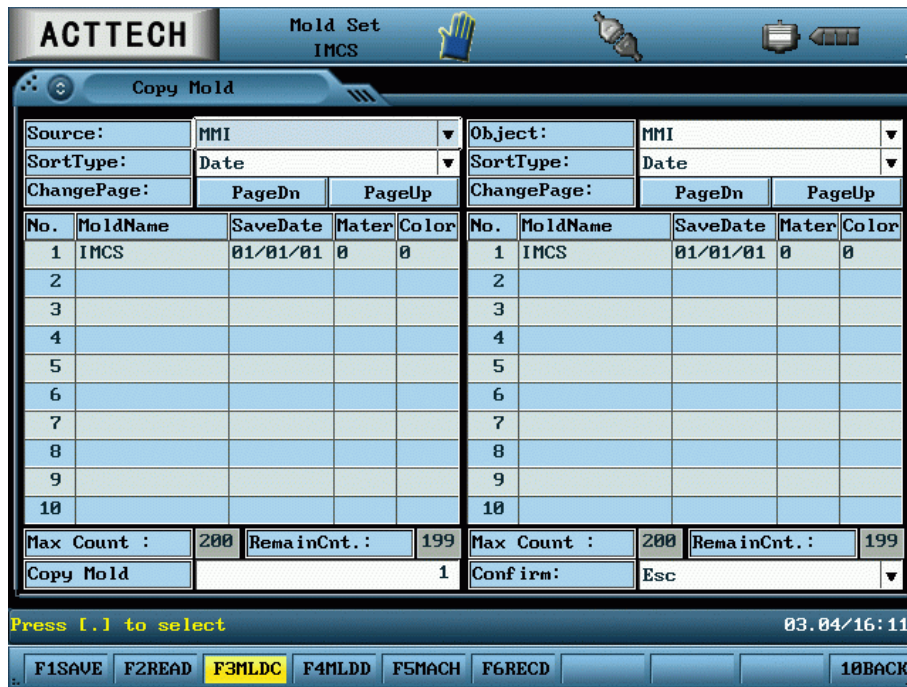 ACTTECH
Mold Set
IMCS
Copy Mold
Source: MMI Object: MMI
SortType: Date SortType: Date
ChangePage: PageDn PageUp ChangePage: PageDn PageUp
No. MoldName SaveDate Mater Color No. MoldName SaveDate Mater Color
1 IMCS 01/01/01 0 0 1 IMCS 01/01/01 0 0
2 2
3 3
4 4
5 5
6 6
7 7
8 8
9 9
10 10
Max Count : 200 RemainCnt.: 199 Max Count : 200 RemainCnt.: 199
Copy Mold 1 Confirm: Esc
Press [.] to select 03.04/16:11
F1SAVE F2READ F3MLDC F4MLDD F5MACH F6RECD 10BACK